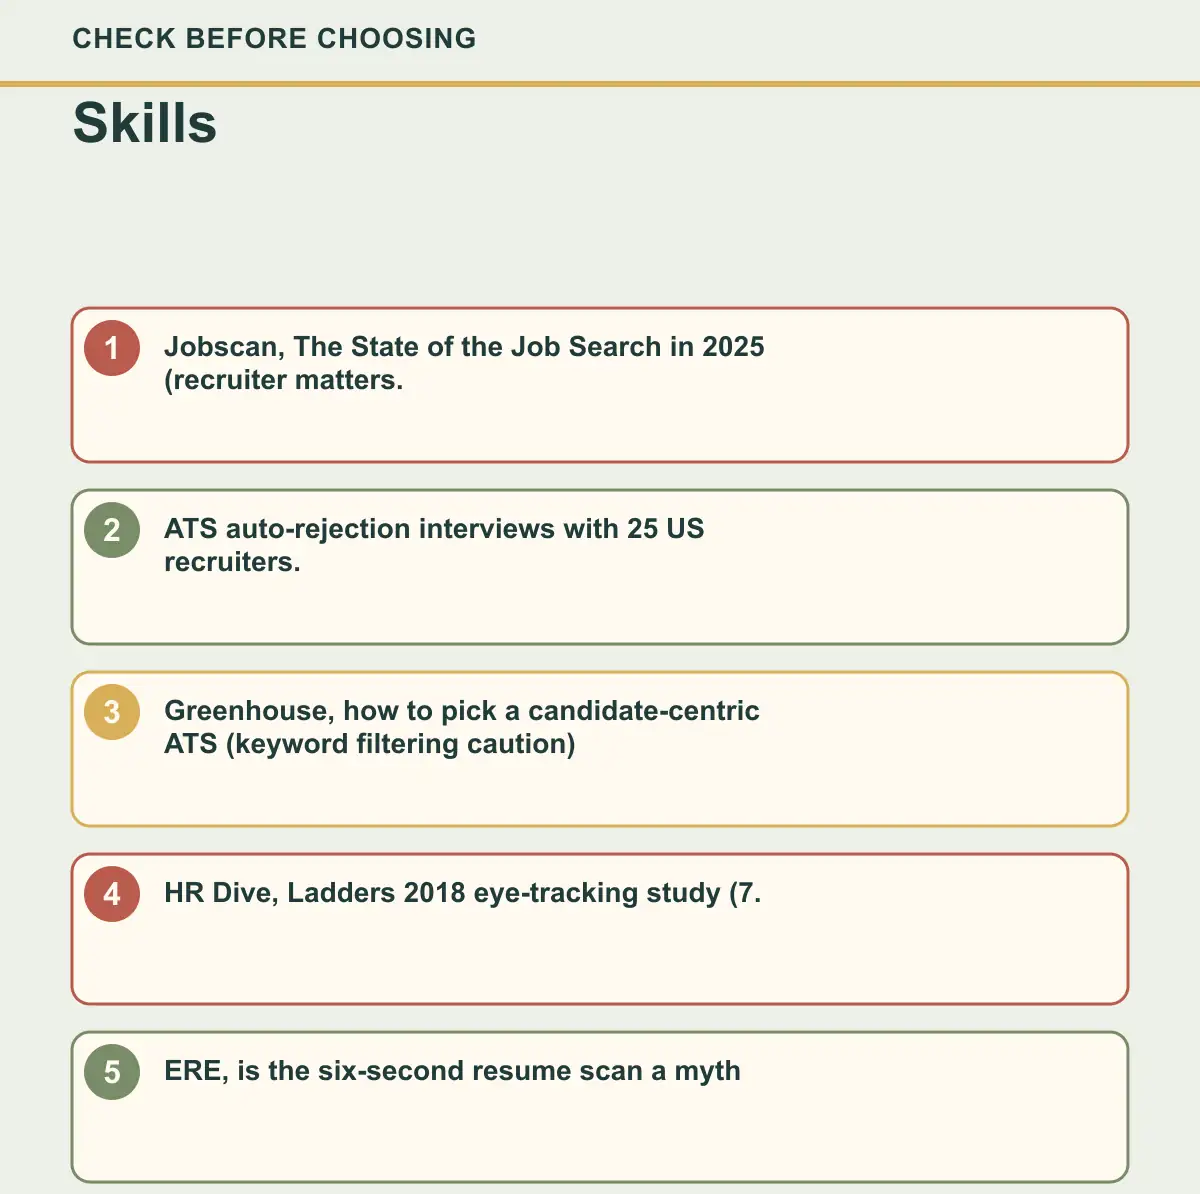 CHECK BEFORE CHOOSING
Skills
1
Jobscan, The State of the Job Search in 2025
(recruiter matters.
2
ATS auto-rejection interviews with 25 US
recruiters.
3
Greenhouse, how to pick a candidate-centric
ATS (keyword filtering caution)
4
HR Dive, Ladders 2018 eye-tracking study (7.
5
ERE, is the six-second resume scan a myth